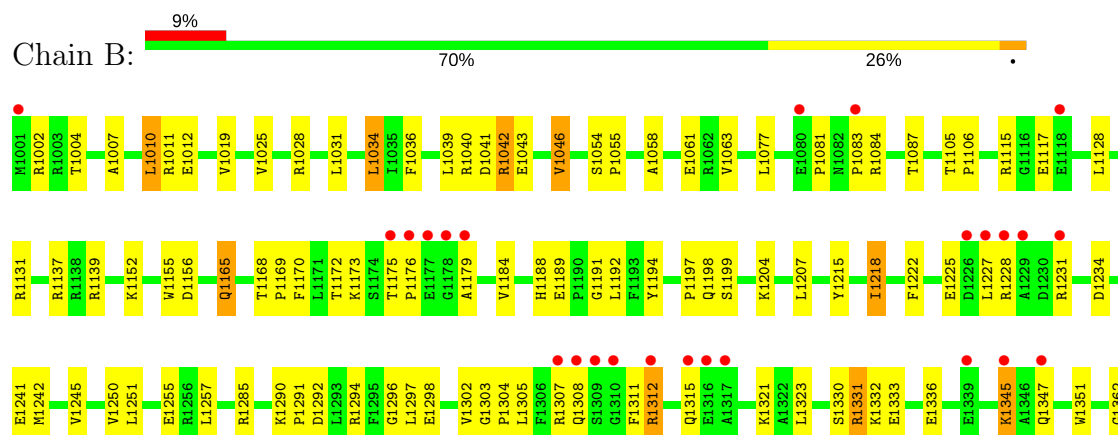 9%
Chain B:
70% 26% •
M1001 R1002 R1003 T1004 A1007 L1010 R1011 E1012 V1019 V1025 R1028 L1031 L1034 I1035 F1036 L1039 R1040 D1041 R1042 E1043 V1046 S1054 P1055 A1058 E1061 R1062 V1063 L1077 E1080 P1081 N1082 P1083 R1084 T1087 T1105 P1106 R1115 G1116 E1117 E1118 L1128
R1131 R1137 R1138 R1139 K1152 W1155 D1156 Q1165 T1168 P1169 F1170 L1171 T1172 K1173 S1174 T1175 P1176 E1177 G1178 A1179 V1184 H1188 E1189 P1190 G1191 L1192 F1193 Y1194 P1197 Q1198 S1199 K1204 L1207 Y1215 I1218 F1222 E1225 D1226 L1227 R1228 A1229 D1230 R1231 D1234
E1241 M1242 V1245 V1250 L1251 E1255 R1256 L1257 R1285 K1290 P1291 D1292 L1293 R1294 F1295 G1296 L1297 E1298 V1302 G1303 P1304 L1305 F1306 R1307 Q1308 S1309 G1310 F1311 R1312 Q1315 E1316 A1317 K1321 A1322 L1323 S1330 R1331 K1332 E1333 E1336 E1339 K1345 A1346 Q1347 W1351